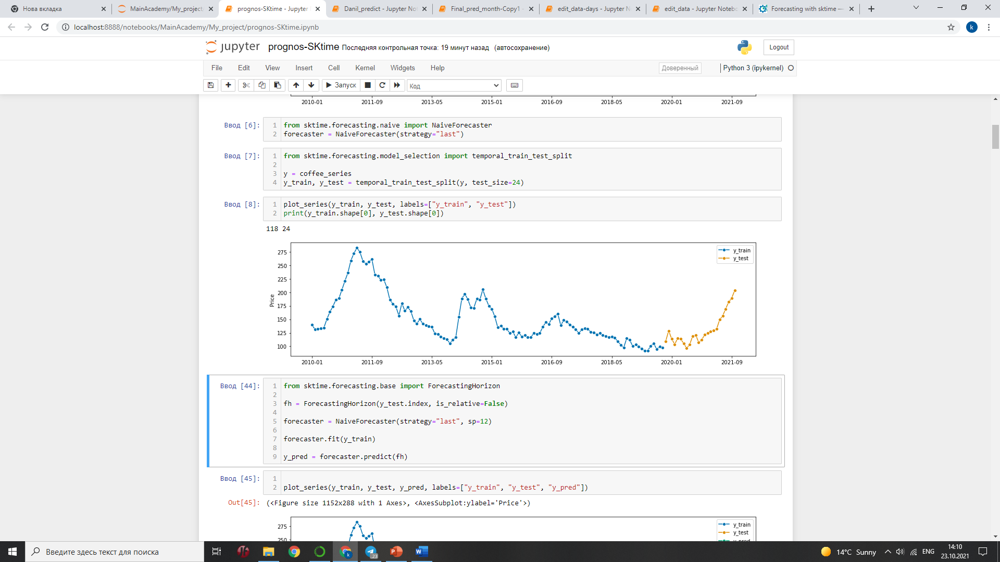 Нова вкладка
MainAcademy/My_project
prognos-SKtime - Jupyter
Danil_predict - Jupyter Not
Final_pred_month-Copy1 -
edit_data-days - Jupyter N
edit_data - Jupyter Notebo
Forecasting with sktime —
localhost:8888/notebooks/MainAcademy/My_project/prognos-SKtime.ipynb
k
jupyter prognos-SKtime Последняя контрольная точка: 19 минут назад (автосохранение)
Logout
File Edit View Insert Cell Kernel Widgets Help
Доверенный
Python 3 (ipykernel)
Запуск
Код
2010-01 2011-09 2013-05 2015-01 2016-09 2018-05 2020-01 2021-09
Ввод [6]:
1 from sktime.forecasting.naive import NaiveForecaster
2 forecaster = NaiveForecaster(strategy="last")
Ввод [7]:
1 from sktime.forecasting.model_selection import temporal_train_test_split
2
3 y = coffee_series
4 y_train, y_test = temporal_train_test_split(y, test_size=24)
Ввод [8]:
1 plot_series(y_train, y_test, labels=["y_train", "y_test"])
2 print(y_train.shape[0], y_test.shape[0])
118 24
y_train
y_test
275
250
225
200
175
150
125
100
Price
2010-01 2011-09 2013-05 2015-01 2016-09 2018-05 2020-01 2021-09
Ввод [44]:
1 from sktime.forecasting.base import ForecastingHorizon
2
3 fh = ForecastingHorizon(y_test.index, is_relative=False)
4
5 forecaster = NaiveForecaster(strategy="last", sp=12)
6
7 forecaster.fit(y_train)
8
9 y_pred = forecaster.predict(fh)
Ввод [45]:
1
2 plot_series(y_train, y_test, y_pred, labels=["y_train", "y_test", "y_pred"])
Out[45]: (<Figure size 1152x288 with 1 Axes>, <AxesSubplot:ylabel='Price'>)
275
250
y_train
y_test
Введите здесь текст для поиска
23
14°C Sunny
ENG
14:10
23.10.2021